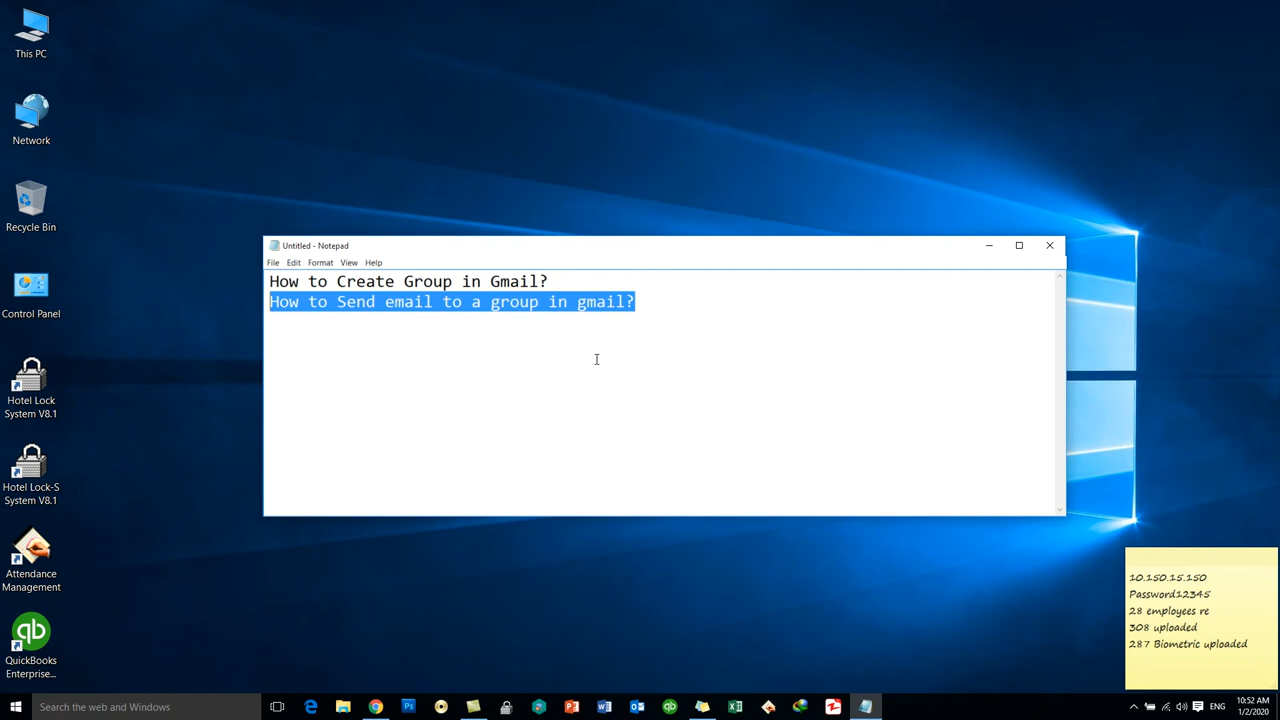 This PC
Network
Recycle Bin
Control Panel
Hotel Lock
System V8.1
Hotel Lock-S
System V8.1
Attendance
Management
QuickBooks
Enterprise...
Untitled - Notepad
File Edit Format View Help
How to Create Group in Gmail?
How to Send email to a group in gmail?
10.150.15.150
Password12345
28 employees re
308 uploaded
287 Biometric uploaded
Search the web and Windows
ENG
10:52 AM
1/2/2020